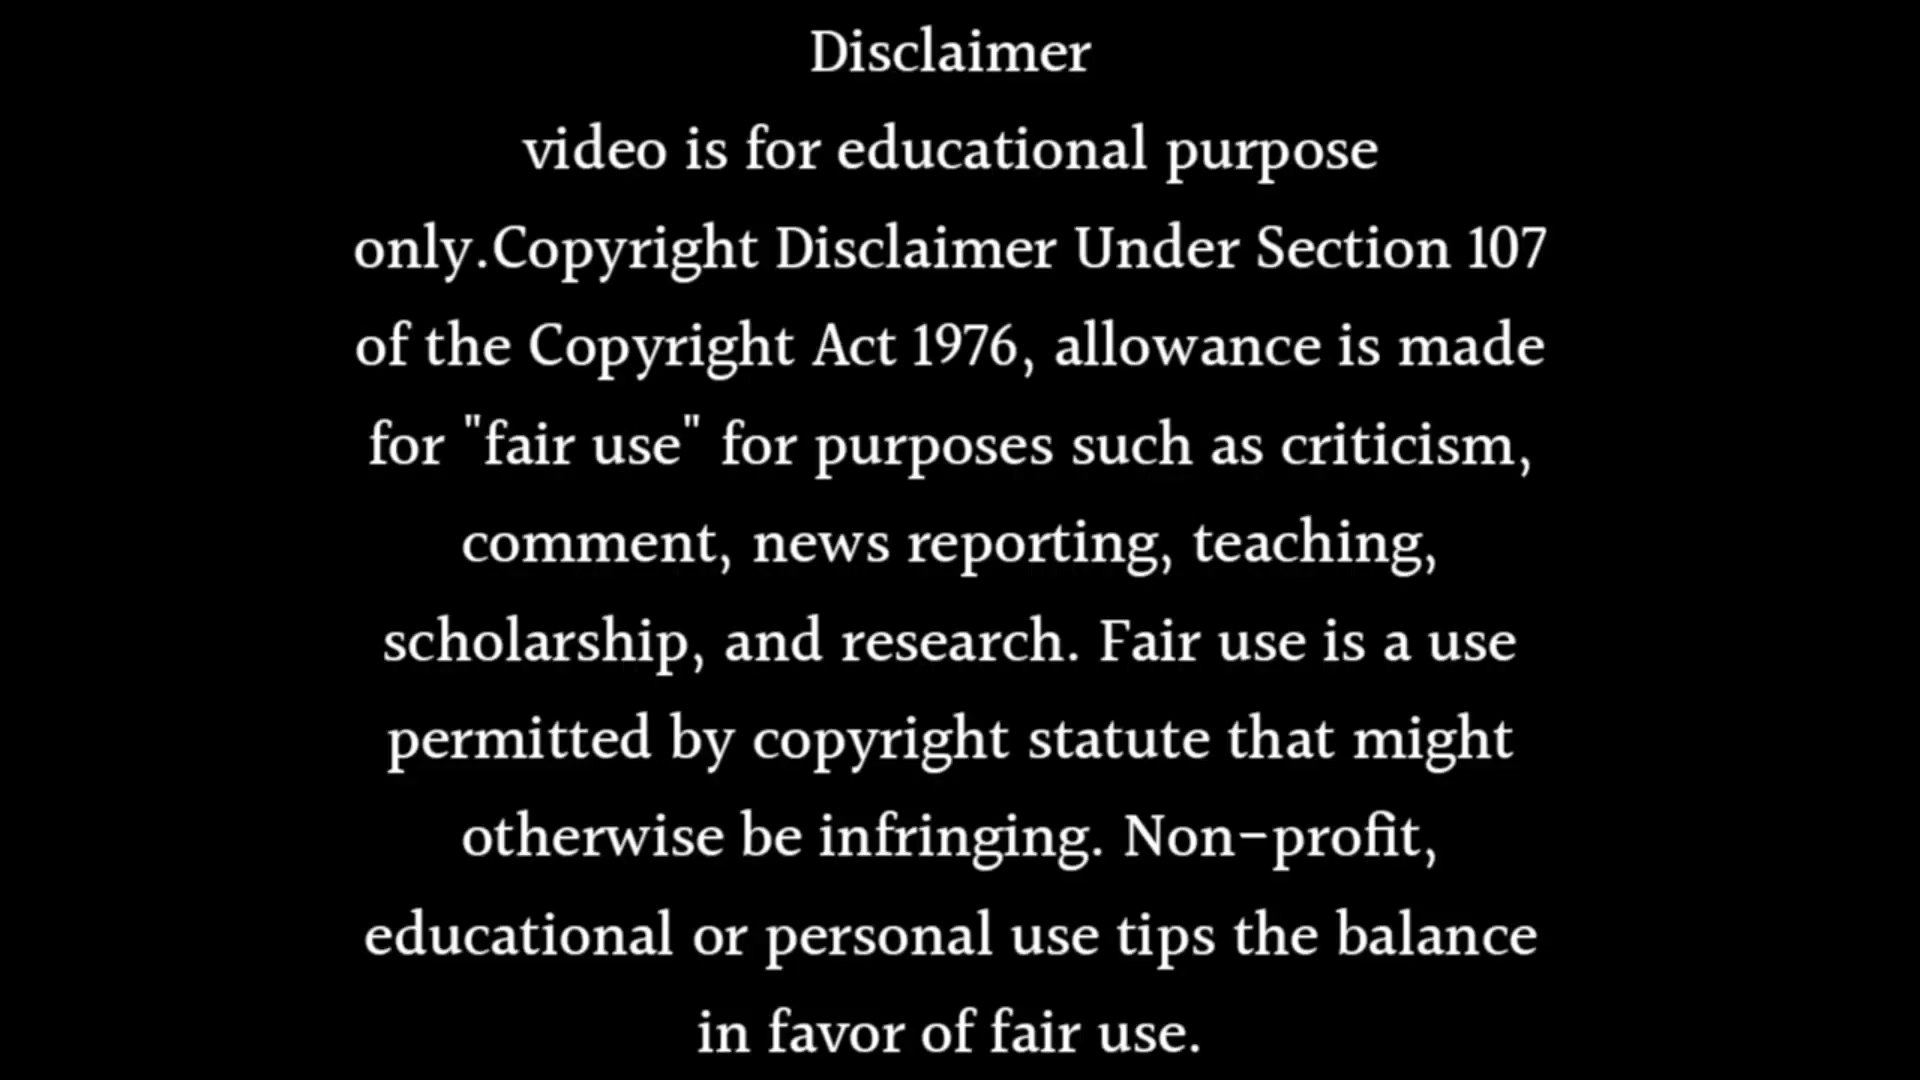 Disclaimer
video is for educational purpose
only.Copyright Disclaimer Under Section 107
of the Copyright Act 1976, allowance is made
for "fair use" for purposes such as criticism,
comment, news reporting, teaching,
scholarship, and research. Fair use is a use
permitted by copyright statute that might
otherwise be infringing. Non-profit,
educational or personal use tips the balance
in favor of fair use.